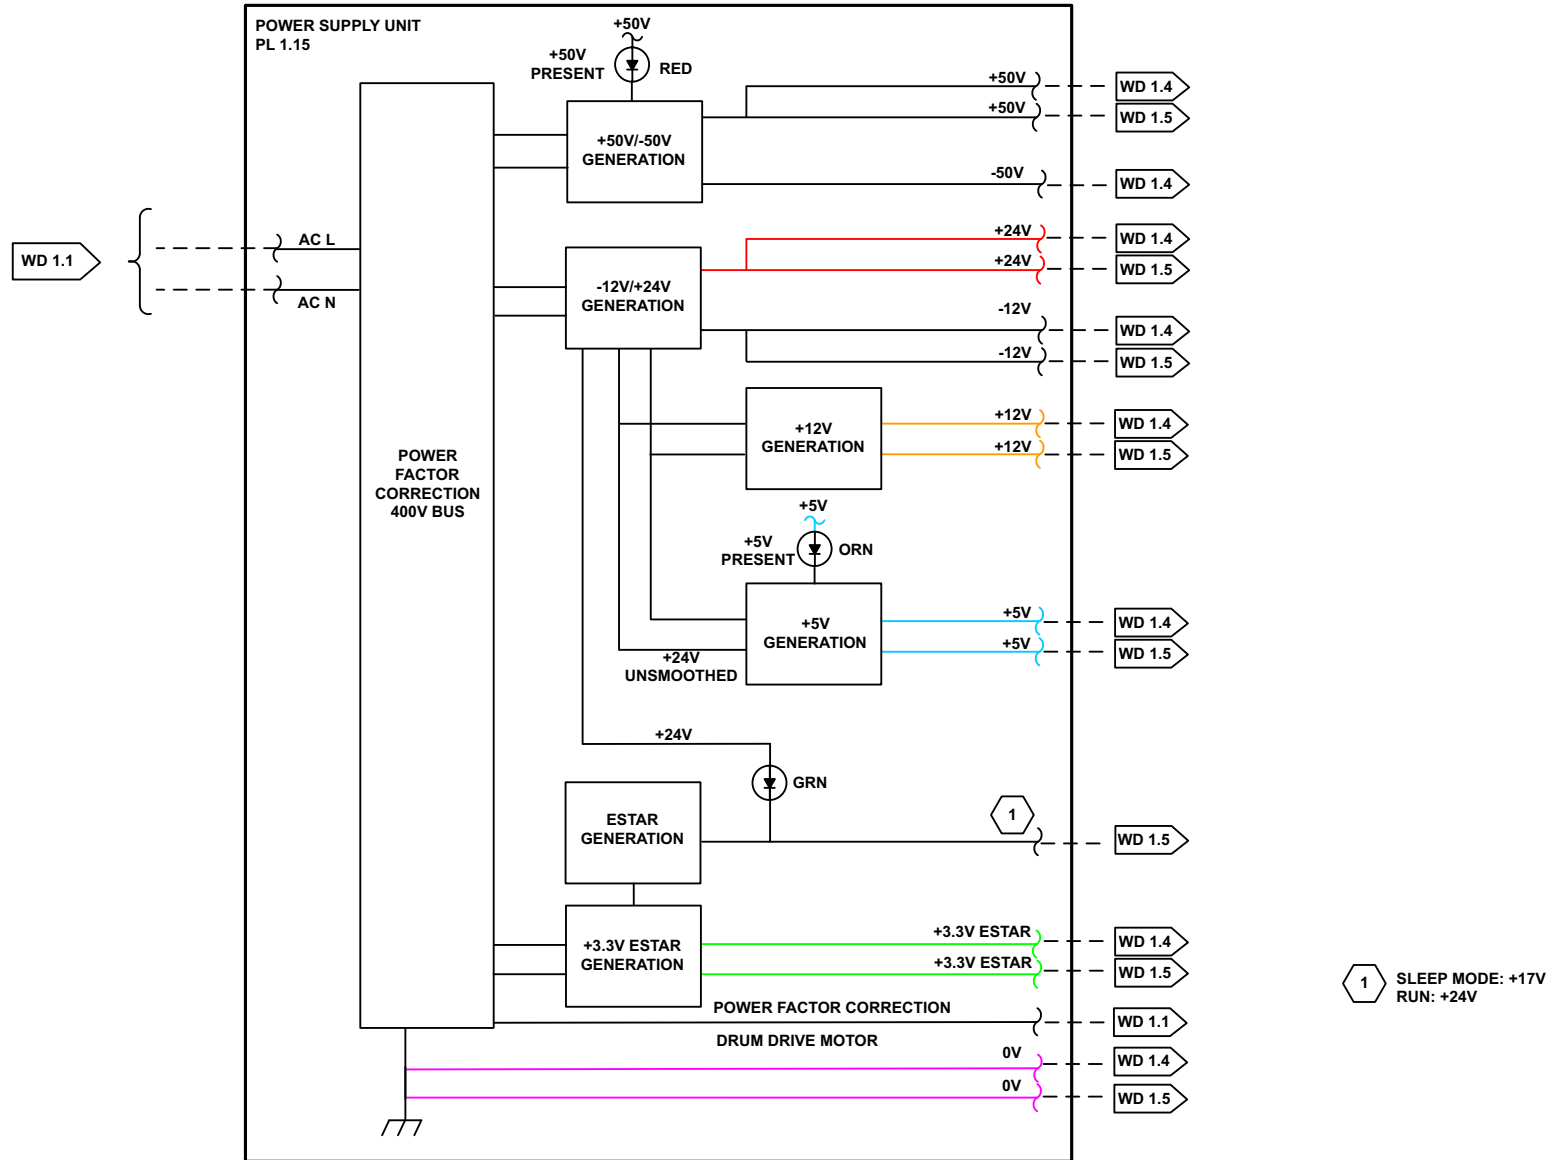 POWER SUPPLY UNIT
PL 1.15
+50V
+50V
PRESENT
RED
+50V
WD 1.4
+50V
WD 1.5
+50V/-50V
GENERATION
-50V
WD 1.4
WD 1.1
AC L
AC N
-12V/+24V
GENERATION
+24V
WD 1.4
+24V
WD 1.5
-12V
WD 1.4
-12V
WD 1.5
POWER
FACTOR
CORRECTION
400V BUS
+12V
GENERATION
+12V
WD 1.4
+12V
WD 1.5
+5V
+5V
PRESENT
ORN
+5V
GENERATION
+5V
WD 1.4
+5V
WD 1.5
+24V
UNSMOOTHED
+24V
GRN
ESTAR
GENERATION
1
WD 1.5
+3.3V ESTAR
GENERATION
+3.3V ESTAR
WD 1.4
+3.3V ESTAR
WD 1.5
1
SLEEP MODE: +17V
RUN: +24V
POWER FACTOR CORRECTION
WD 1.1
DRUM DRIVE MOTOR
0V
WD 1.4
0V
WD 1.5